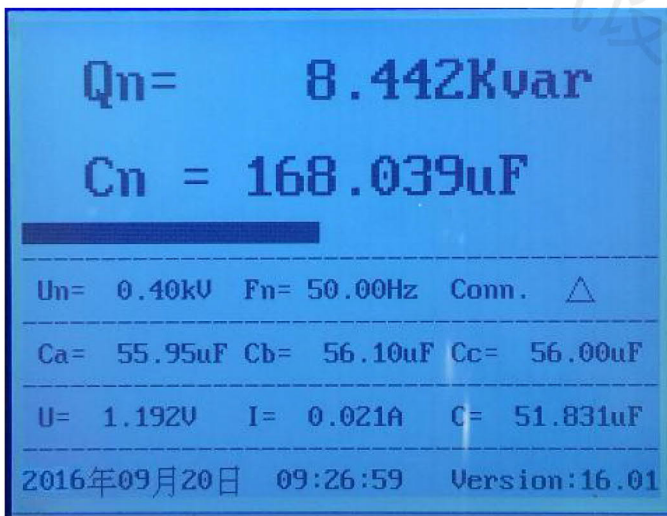 Qn= 8.442Kvar
Cn = 168.039uF
Un= 0.40kV Fn= 50.00Hz Conn. △
Ca= 55.95uF Cb= 56.10uF Cc= 56.00uF
U= 1.192V I= 0.021A C= 51.831uF
2016年09月20日 09:26:59 Version:16.01